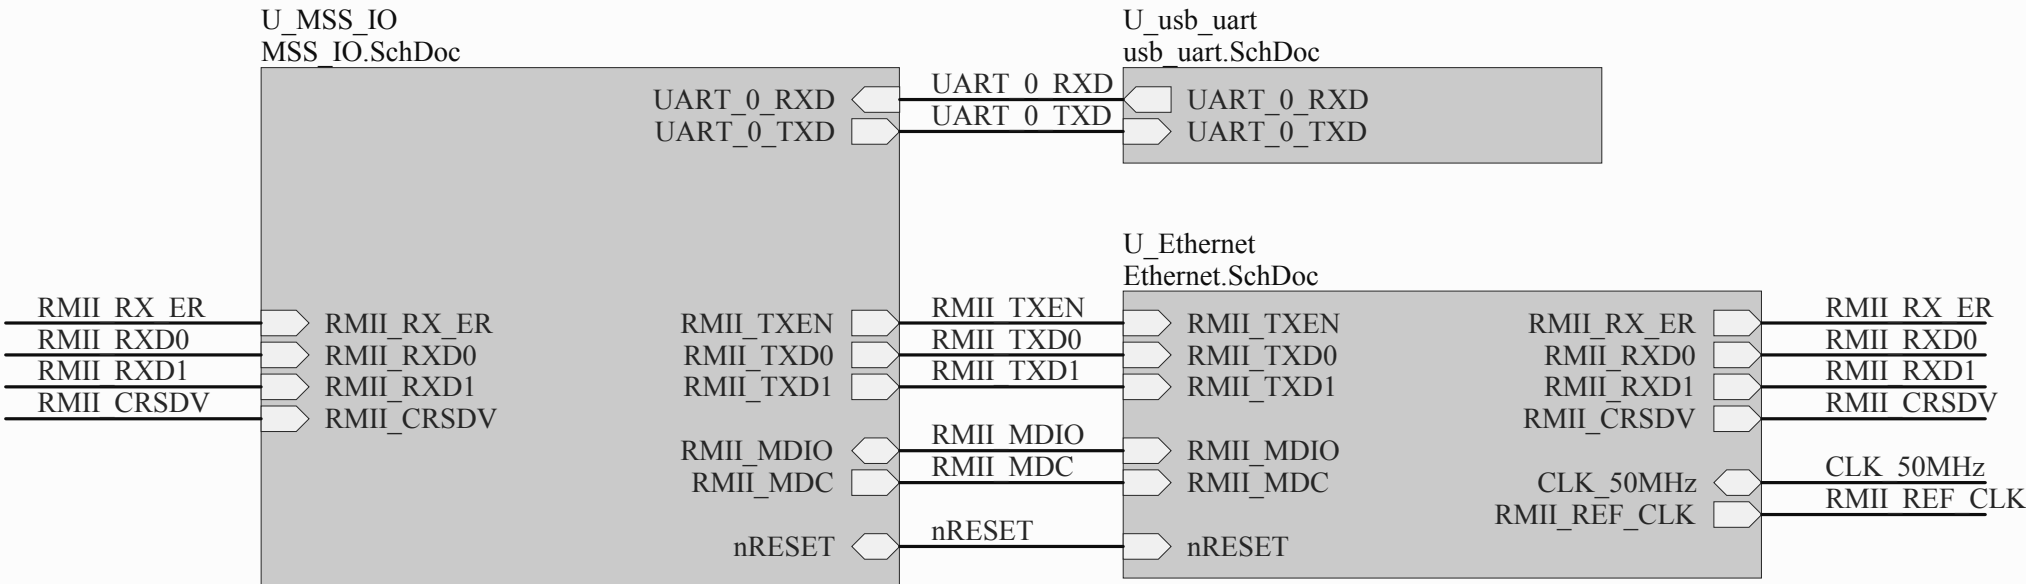 U_MSS_IO
MSS_IO.SchDoc
UART_0_RXD
UART_0_TXD
RMII_RX_ER
RMII_RXD0
RMII_RXD1
RMII_CRSDV
RMII_RX_ER
RMII_RXD0
RMII_RXD1
RMII_CRSDV
RMII_TXEN
RMII_TXD0
RMII_TXD1
RMII_MDIO
RMII_MDC
nRESET
UART_0_RXD
UART_0_TXD
RMII_TXEN
RMII_TXD0
RMII_TXD1
RMII_MDIO
RMII_MDC
nRESET
U_usb_uart
usb_uart.SchDoc
UART_0_RXD
UART_0_TXD
U_Ethernet
Ethernet.SchDoc
RMII_TXEN
RMII_TXD0
RMII_TXD1
RMII_MDIO
RMII_MDC
nRESET
RMII_RX_ER
RMII_RXD0
RMII_RXD1
RMII_CRSDV
CLK_50MHz
RMII_REF_CLK
RMII_RX_ER
RMII_RXD0
RMII_RXD1
RMII_CRSDV
CLK_50MHz
RMII_REF_CLK